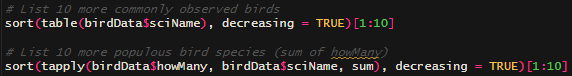 # List 10 more commonly observed birds
sort(table(birdData$sciName), decreasing = TRUE)[1:10]
# List 10 more populous bird species (sum of howMany)
sort(tapply(birdData$howMany, birdData$sciName, sum), decreasing = TRUE)[1:10]